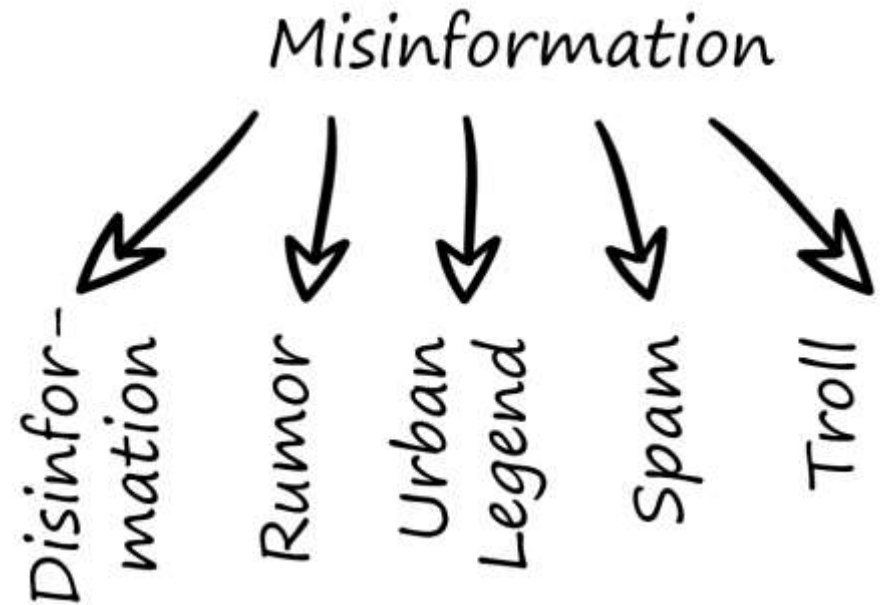 Misinformation
Disinfor-
mation
Rumor
Urban
Legend
Spam
Troll